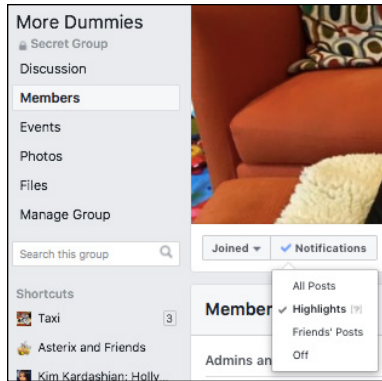 More Dummies
Secret Group
Discussion
Members
Events
Photos
Files
Manage Group
Search this group
Shortcuts
Taxi 3
Asterix and Friends
Kim Kardashian: Holly...
Joined Notifications
All Posts
Highlights [?]
Friends' Posts
Off
Member
Admins an